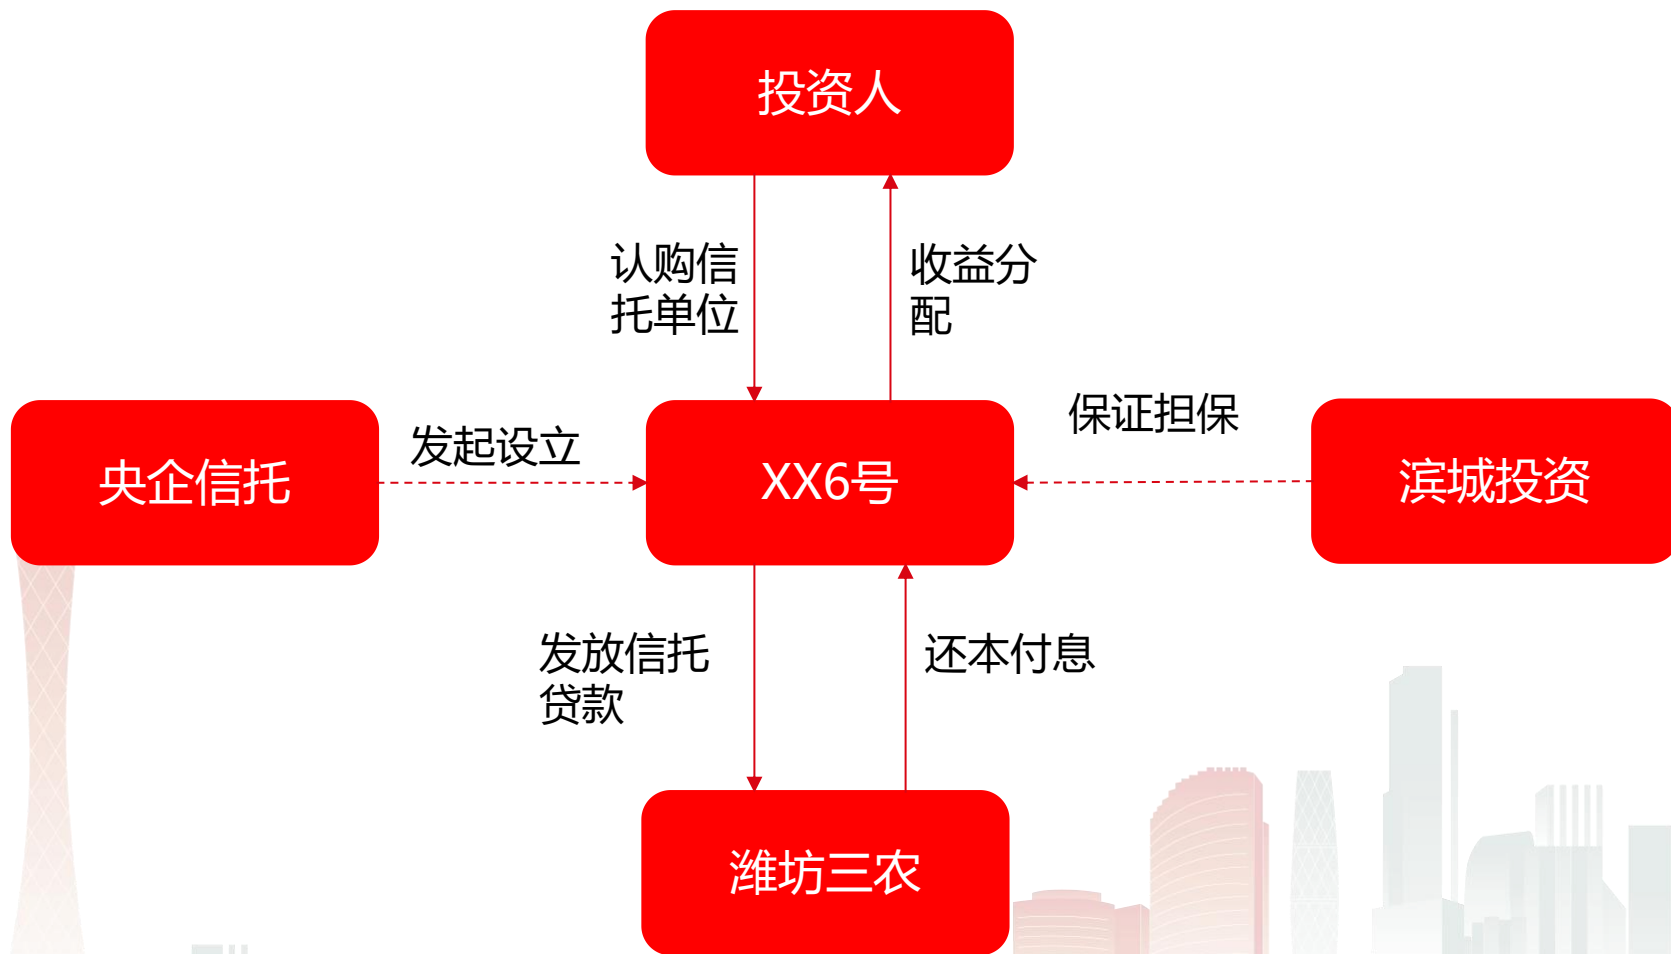 投资人
认购信
托单位
收益分
配
央企信托
发起设立
XX6号
保证担保
滨城投资
发放信托
贷款
还本付息
潍坊三农